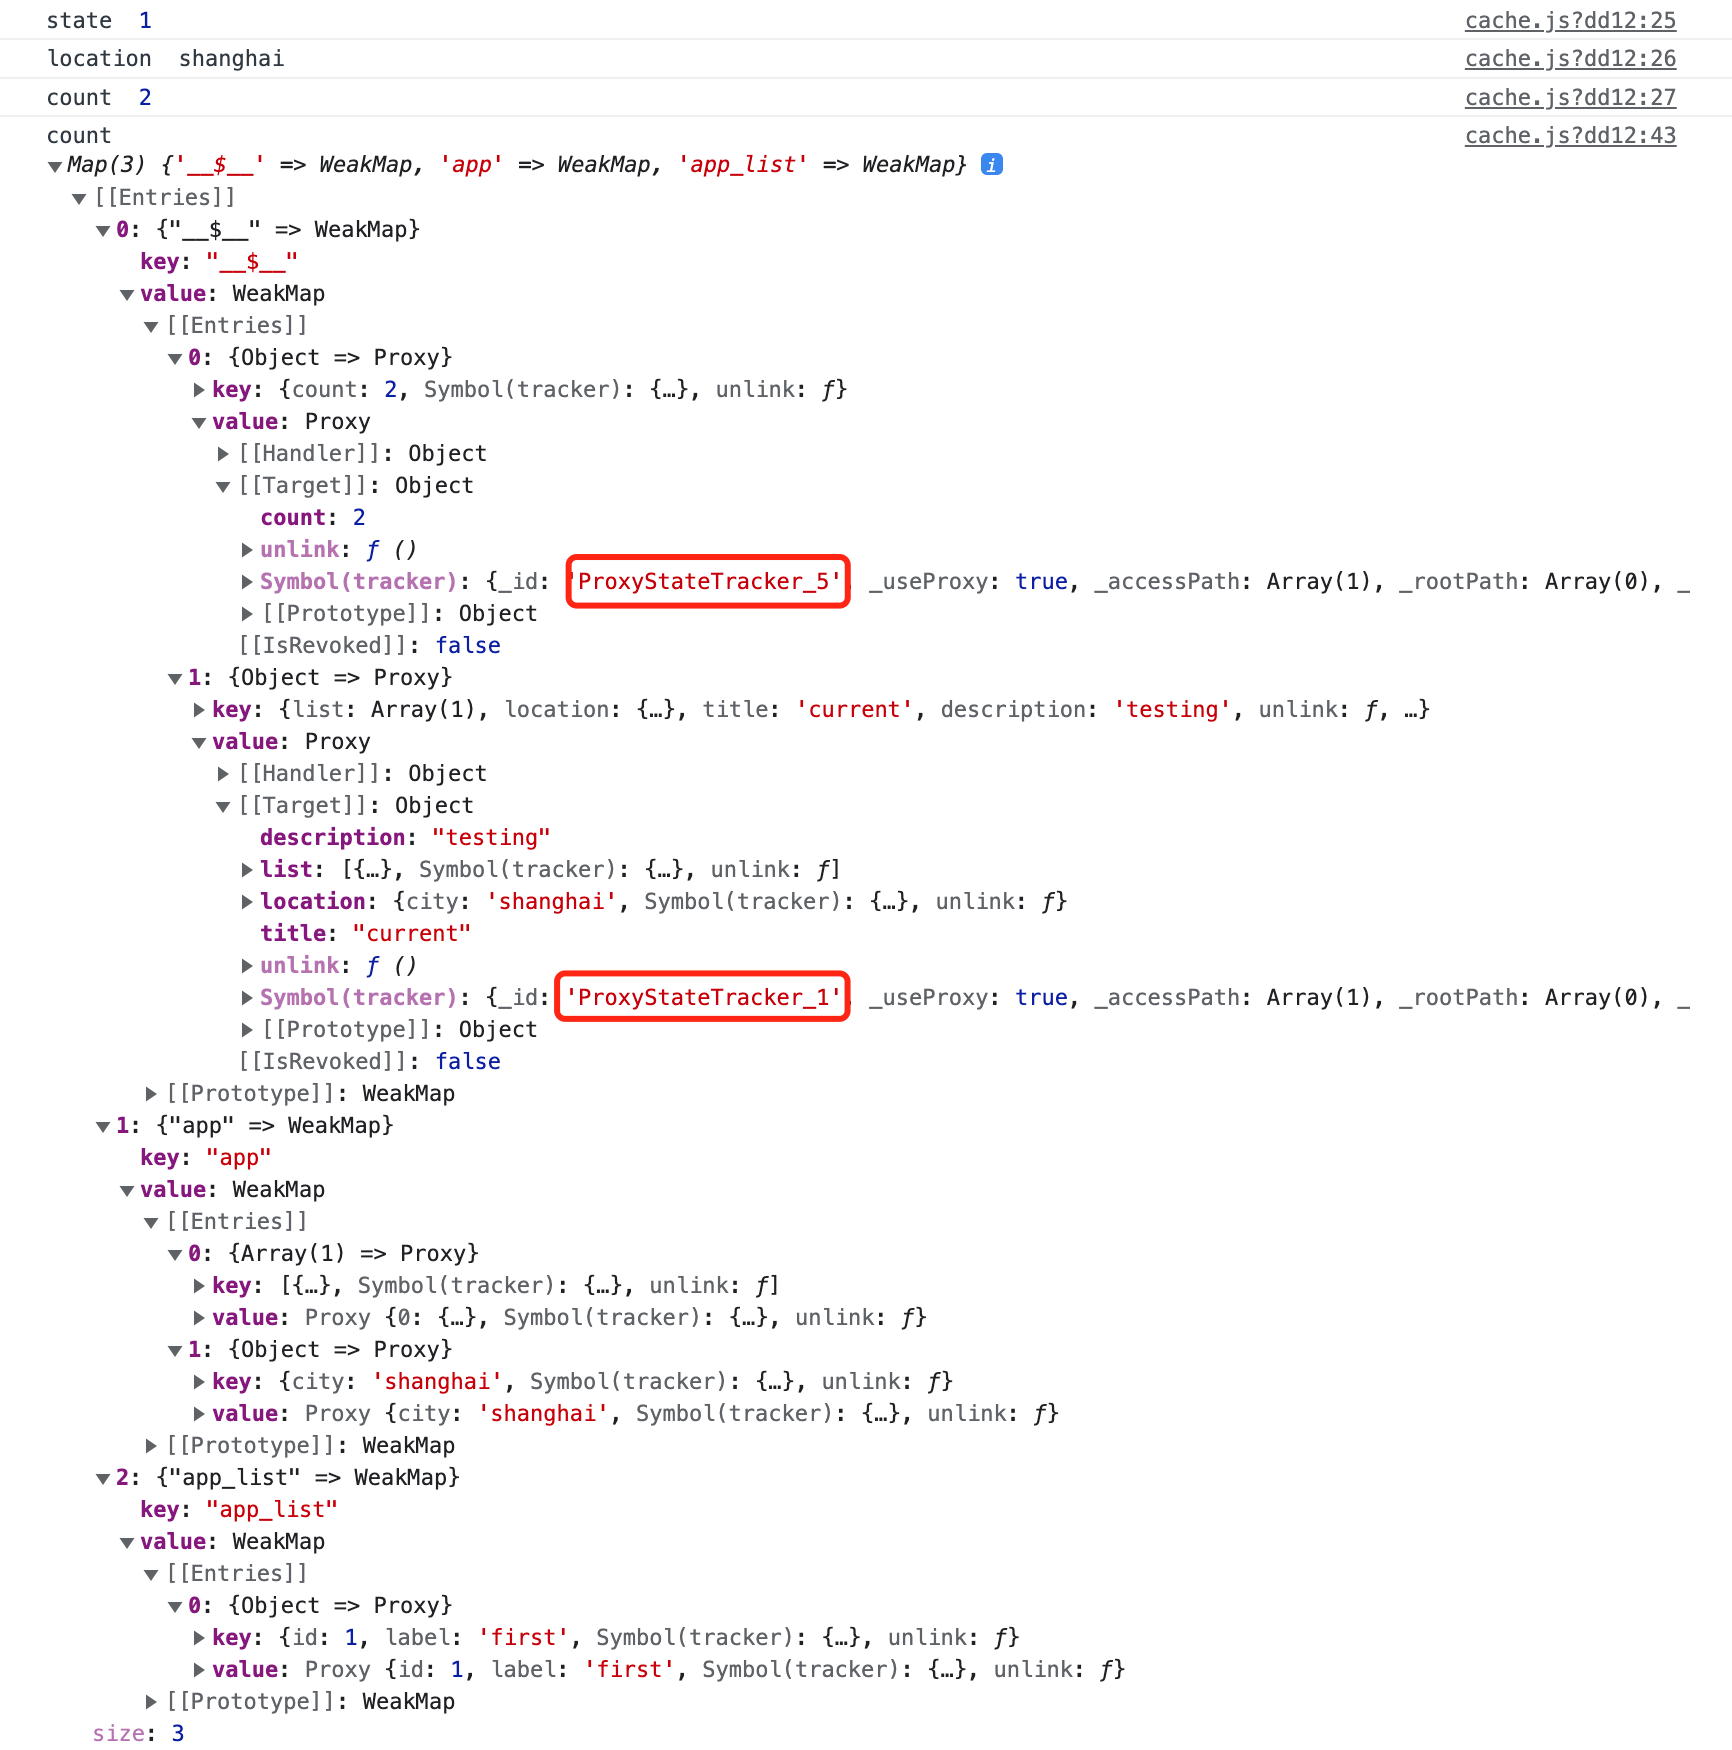 state 1 cache.js?dd12:25
location shanghai cache.js?dd12:26
count 2 cache.js?dd12:27
count cache.js?dd12:43
▼Map(3) {'__$__' => WeakMap, 'app' => WeakMap, 'app_list' => WeakMap} i
▼[[Entries]]
▼0: {"__$__" => WeakMap}
key: "__$__"
▼value: WeakMap
▼[[Entries]]
▼0: {Object => Proxy}
▶key: {count: 2, Symbol(tracker): {…}, unlink: ƒ}
▼value: Proxy
▶[[Handler]]: Object
▼[[Target]]: Object
count: 2
▶unlink: ƒ ()
▶Symbol(tracker): {_id: 'ProxyStateTracker_5', _useProxy: true, _accessPath: Array(1), _rootPath: Array(0), _
▶[[Prototype]]: Object
[[IsRevoked]]: false
▼1: {Object => Proxy}
▶key: {list: Array(1), location: {…}, title: 'current', description: 'testing', unlink: ƒ, …}
▼value: Proxy
▶[[Handler]]: Object
▼[[Target]]: Object
description: "testing"
▶list: [{…}, Symbol(tracker): {…}, unlink: ƒ]
▶location: {city: 'shanghai', Symbol(tracker): {…}, unlink: ƒ}
title: "current"
▶unlink: ƒ ()
▶Symbol(tracker): {_id: 'ProxyStateTracker_1', _useProxy: true, _accessPath: Array(1), _rootPath: Array(0), _
▶[[Prototype]]: Object
[[IsRevoked]]: false
▶[[Prototype]]: WeakMap
▼1: {"app" => WeakMap}
key: "app"
▼value: WeakMap
▼[[Entries]]
▼0: {Array(1) => Proxy}
▶key: [{…}, Symbol(tracker): {…}, unlink: ƒ]
▶value: Proxy {0: {…}, Symbol(tracker): {…}, unlink: ƒ}
▼1: {Object => Proxy}
▶key: {city: 'shanghai', Symbol(tracker): {…}, unlink: ƒ}
▶value: Proxy {city: 'shanghai', Symbol(tracker): {…}, unlink: ƒ}
▶[[Prototype]]: WeakMap
▼2: {"app_list" => WeakMap}
key: "app_list"
▼value: WeakMap
▼[[Entries]]
▼0: {Object => Proxy}
▶key: {id: 1, label: 'first', Symbol(tracker): {…}, unlink: ƒ}
▶value: Proxy {id: 1, label: 'first', Symbol(tracker): {…}, unlink: ƒ}
▶[[Prototype]]: WeakMap
size: 3